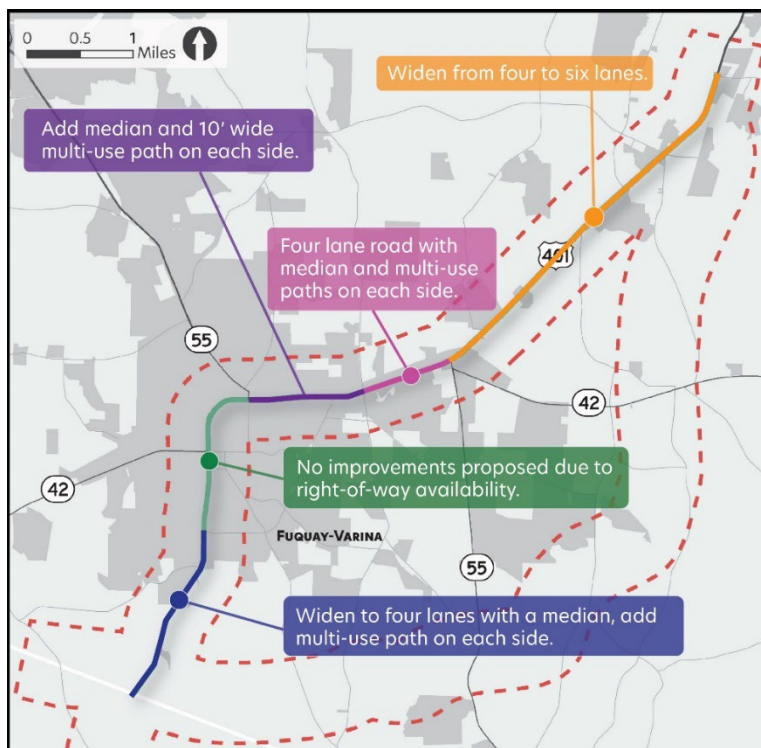 0 0.5 1
Miles
Widen from four to six lanes.
Add median and 10' wide
multi-use path on each side.
Four lane road with
median and multi-use
paths on each side.
401
55
42
No improvements proposed due to
right-of-way availability.
42
FUQUAY-VARINA
55
Widen to four lanes with a median, add
multi-use path on each side.